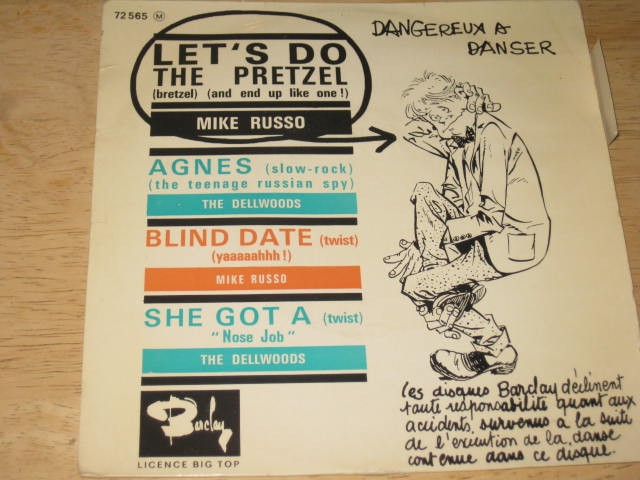 72 565 M
LET'S DO
THE PRETZEL
(bretzel) (and end up like one!)
MIKE RUSSO
DANGEREUX A
DANSER
AGNES (slow-rock)
(the teenage russian spy)
THE DELLWOODS
BLIND DATE (twist)
(yaaaaahhh!)
MIKE RUSSO
SHE GOT A (twist)
"Nose Job"
THE DELLWOODS
Barclay
LICENCE BIG TOP
Les disques Barclay déclinent
toute responsabilité quant aux
accidents, survenus à la suite
de l'exécution de la danse
contenue dans ce disque.